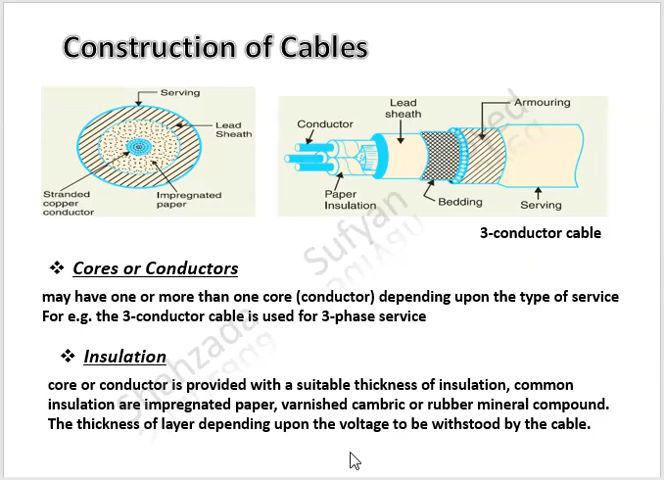 Construction of Cables
Serving
Lead
Sheath
Stranded
copper
conductor
Impregnated
paper
Conductor
Lead
sheath
Armouring
Paper
Insulation
Bedding
Serving
3-conductor cable
❖ Cores or Conductors
may have one or more than one core (conductor) depending upon the type of service
For e.g. the 3-conductor cable is used for 3-phase service
❖ Insulation
core or conductor is provided with a suitable thickness of insulation, common
insulation are impregnated paper, varnished cambric or rubber mineral compound.
The thickness of layer depending upon the voltage to be withstood by the cable.
Shehzada Sufyan